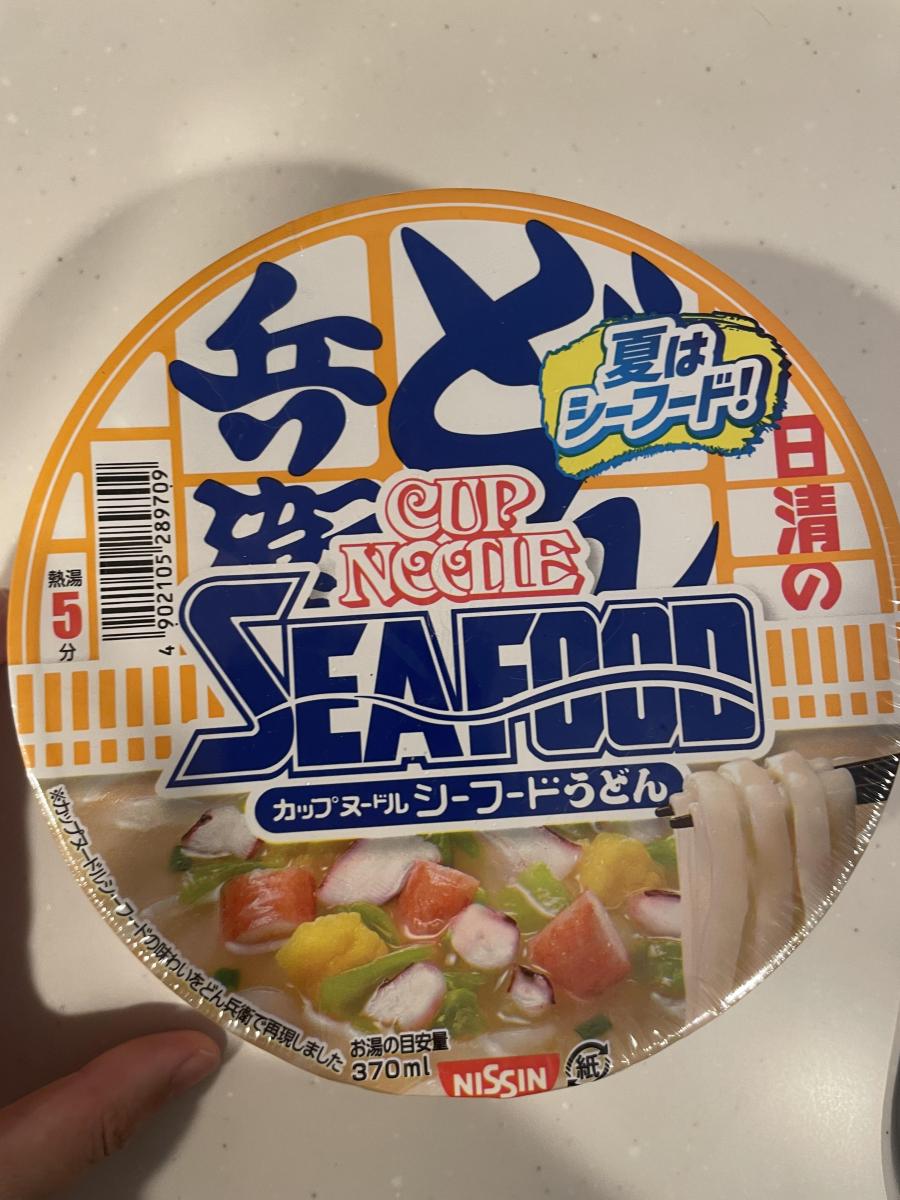 日清の
どん
兵衛
夏は
シーフード!
CUP
NOODLE
SEAFOOD
カップヌードル シーフードうどん
熱湯
5
分
4 902105 289709
※カップヌードルシーフードの味わいをどん兵衛で再現しました
お湯の目安量
370ml
NISSIN
紙